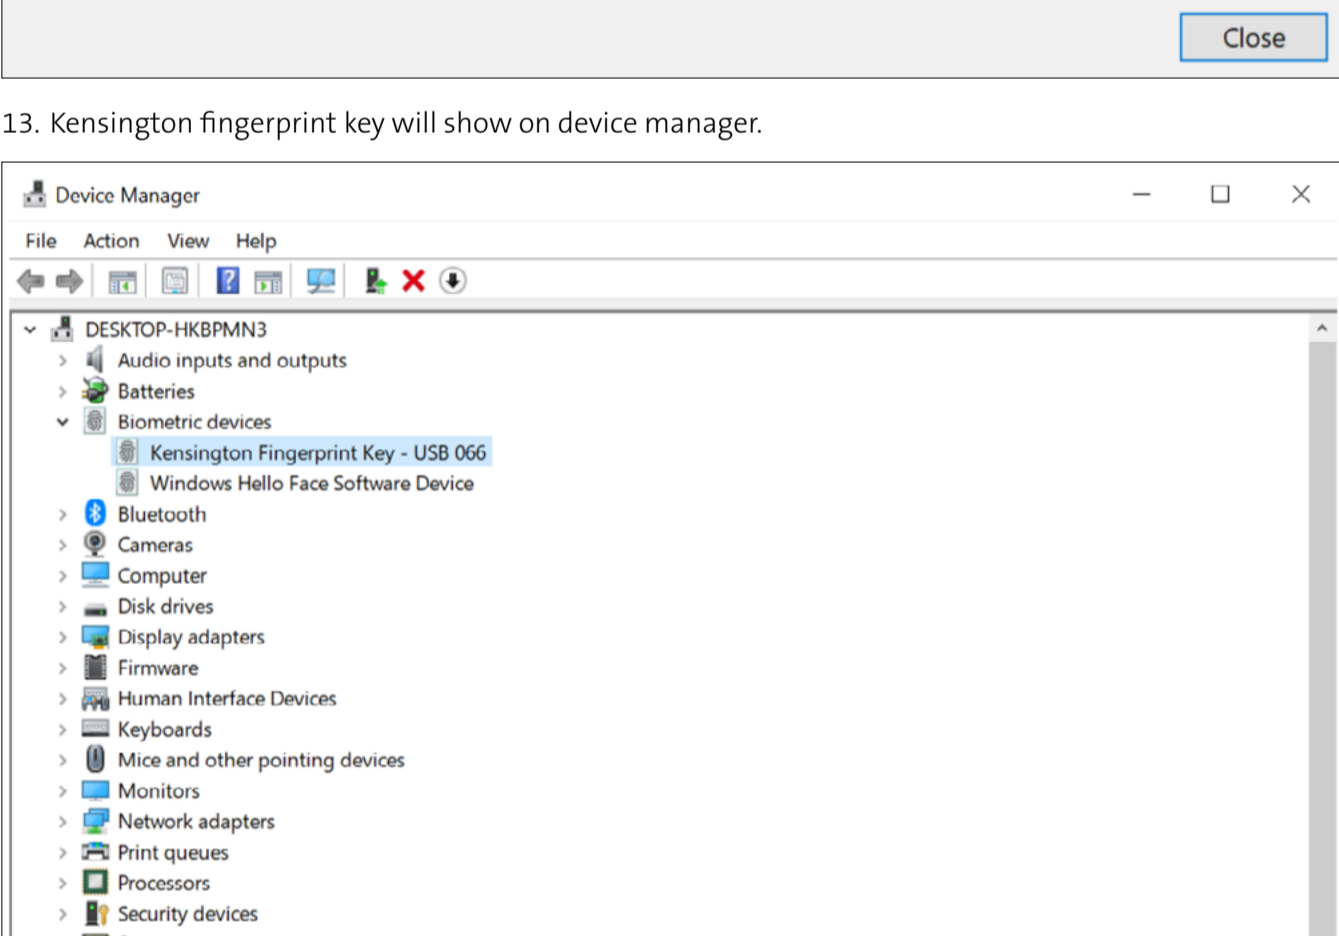 Close
13. Kensington fingerprint key will show on device manager.
Device Manager
File Action View Help
DESKTOP-HKBPMN3
Audio inputs and outputs
Batteries
Biometric devices
Kensington Fingerprint Key - USB 066
Windows Hello Face Software Device
Bluetooth
Cameras
Computer
Disk drives
Display adapters
Firmware
Human Interface Devices
Keyboards
Mice and other pointing devices
Monitors
Network adapters
Print queues
Processors
Security devices